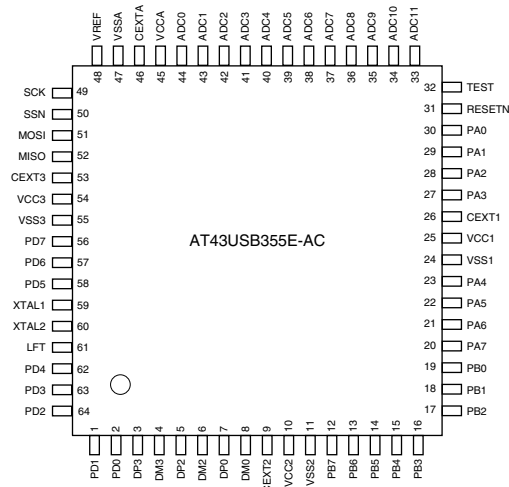 VREF
VSSA
CEXTA
VCCA
ADC0
ADC1
ADC2
ADC3
ADC4
ADC5
ADC6
ADC7
ADC8
ADC9
ADC10
ADC11
48
47
46
45
44
43
42
41
40
39
38
37
36
35
34
33
SCK 49
SSN 50
MOSI 51
MISO 52
CEXT3 53
VCC3 54
VSS3 55
PD7 56
PD6 57
PD5 58
XTAL1 59
XTAL2 60
LFT 61
PD4 62
PD3 63
PD2 64
AT43USB355E-AC
32 TEST
31 RESETN
30 PA0
29 PA1
28 PA2
27 PA3
26 CEXT1
25 VCC1
24 VSS1
23 PA4
22 PA5
21 PA6
20 PA7
19 PB0
18 PB1
17 PB2
1
2
3
4
5
6
7
8
9
10
11
12
13
14
15
16
PD1
PD0
DP3
DM3
DP2
DM2
DP0
DM0
CEXT2
VCC2
VSS2
PB7
PB6
PB5
PB4
PB3